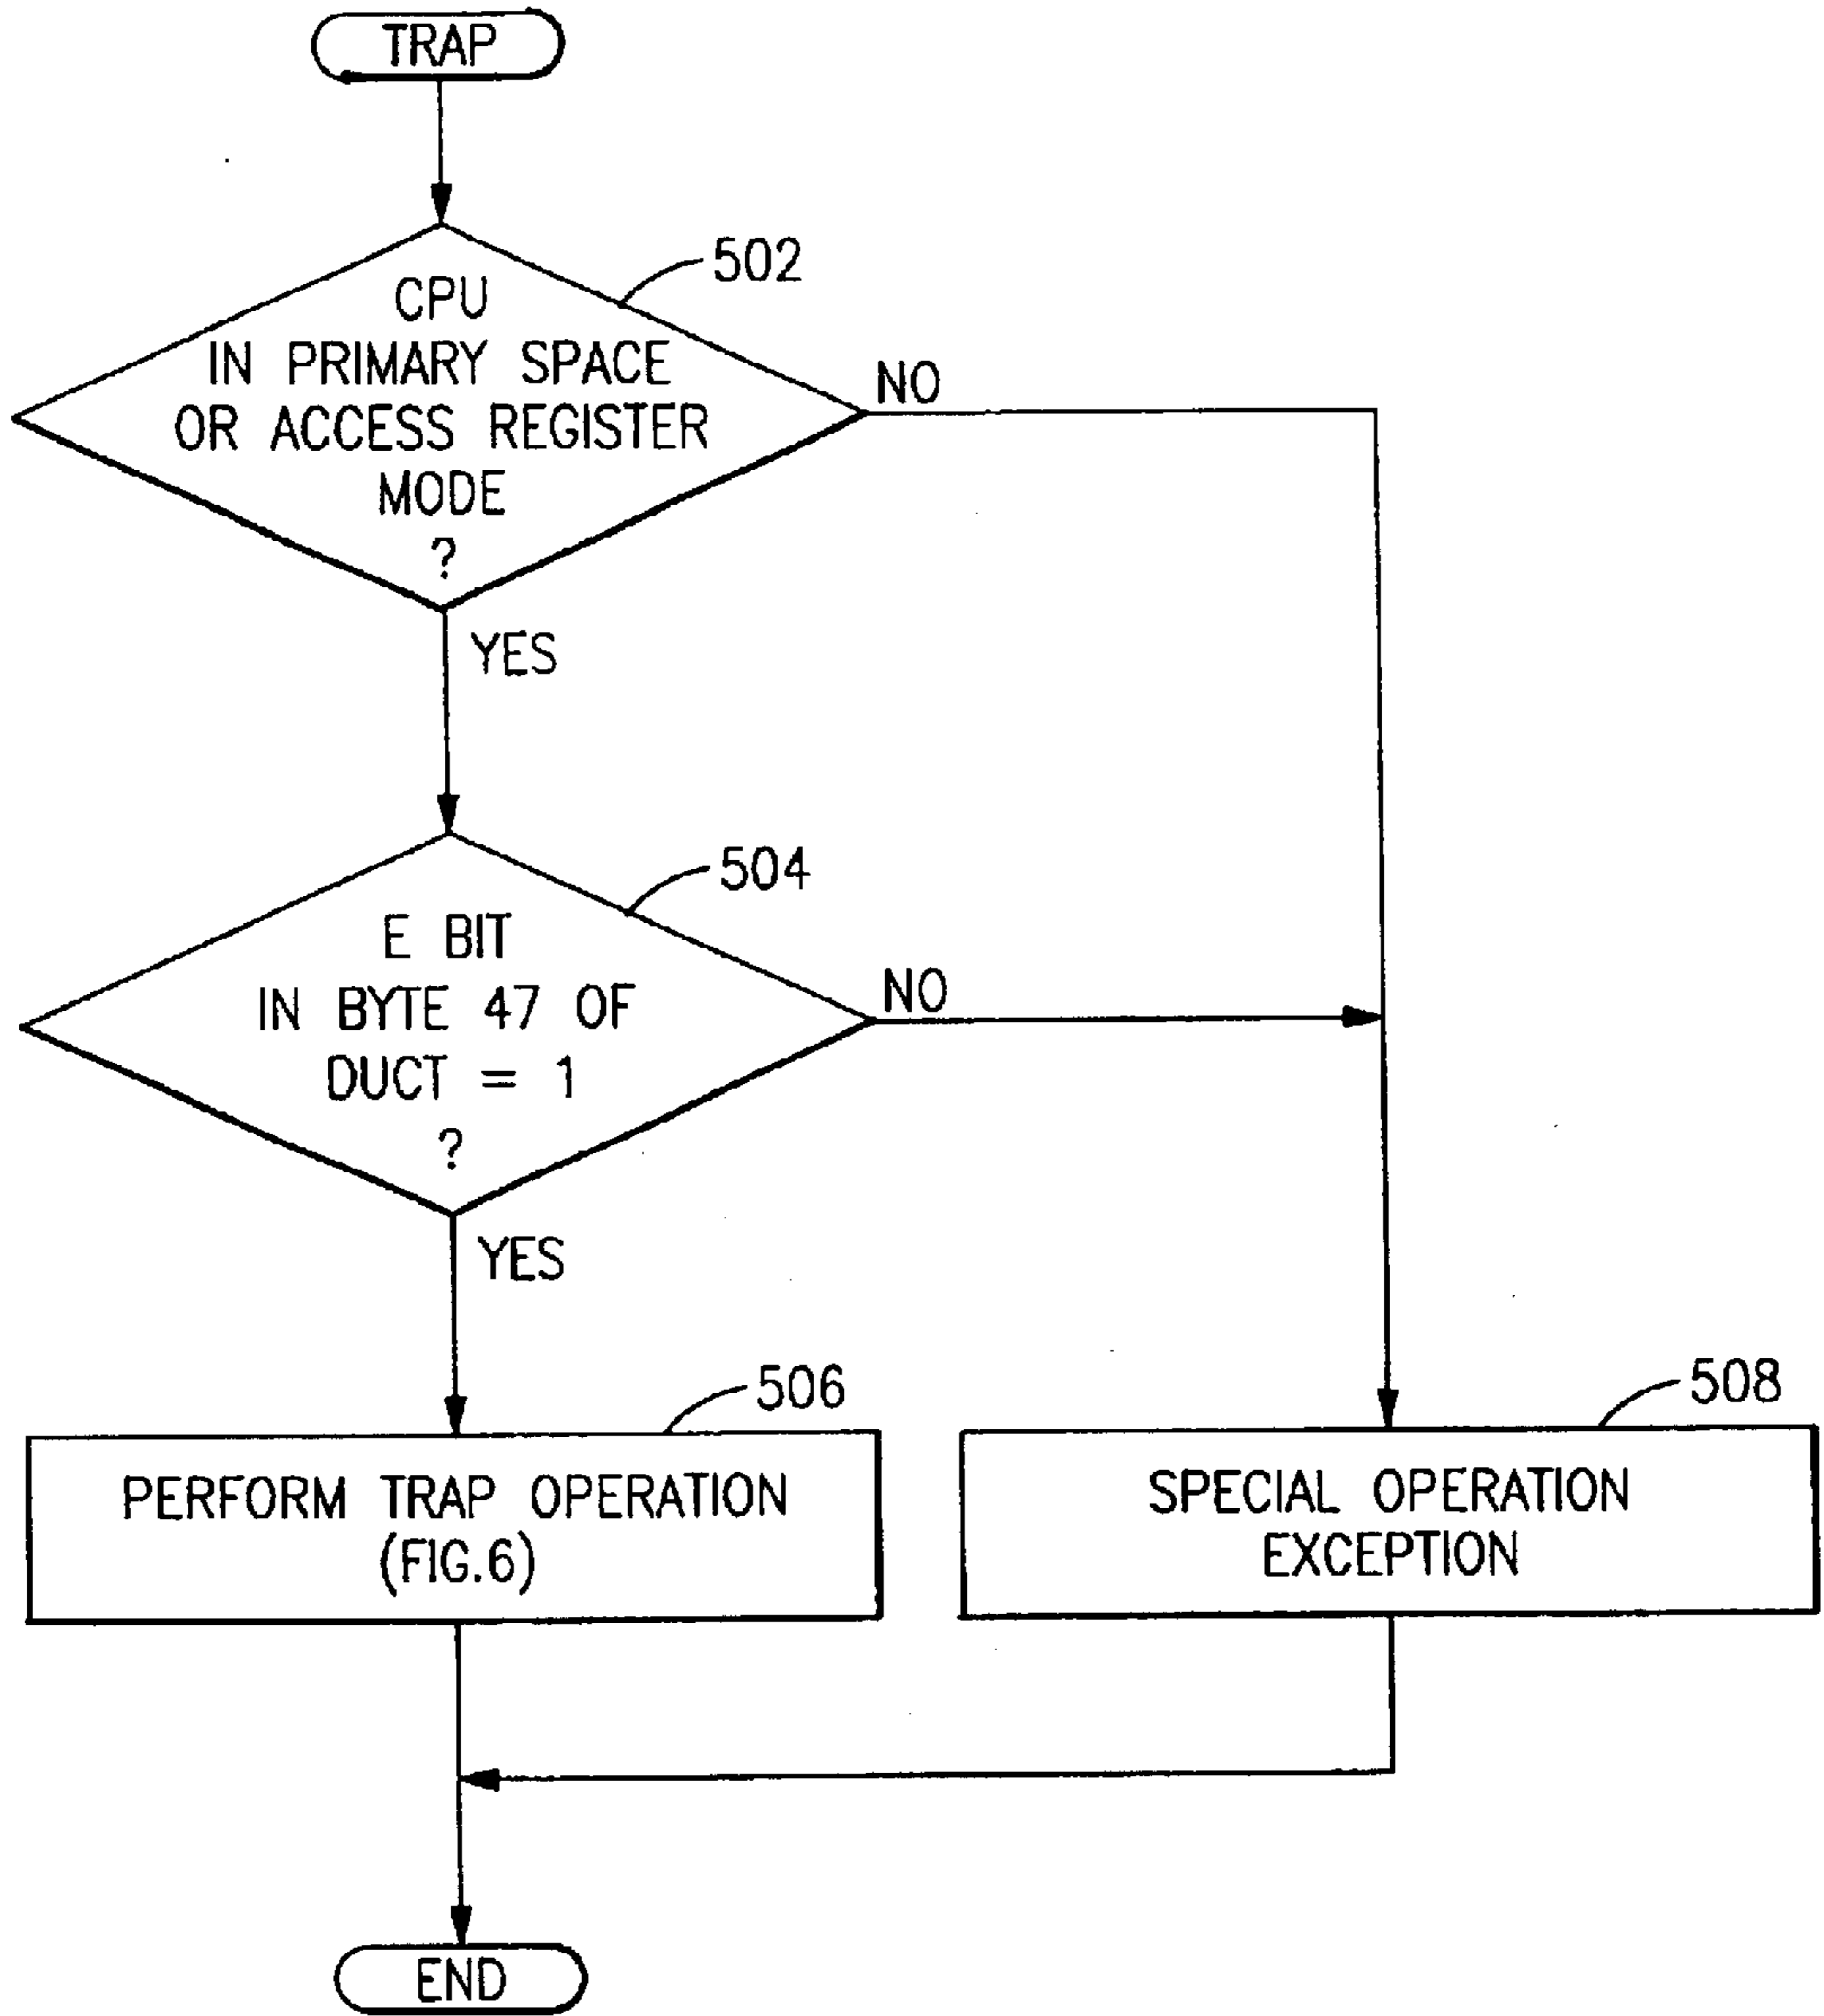 TRAP
502
CPU
IN PRIMARY SPACE
OR ACCESS REGISTER
MODE
?
NO
YES
504
E BIT
IN BYTE 47 OF
DUCT = 1
?
NO
YES
506
PERFORM TRAP OPERATION
(FIG.6)
508
SPECIAL OPERATION
EXCEPTION
END